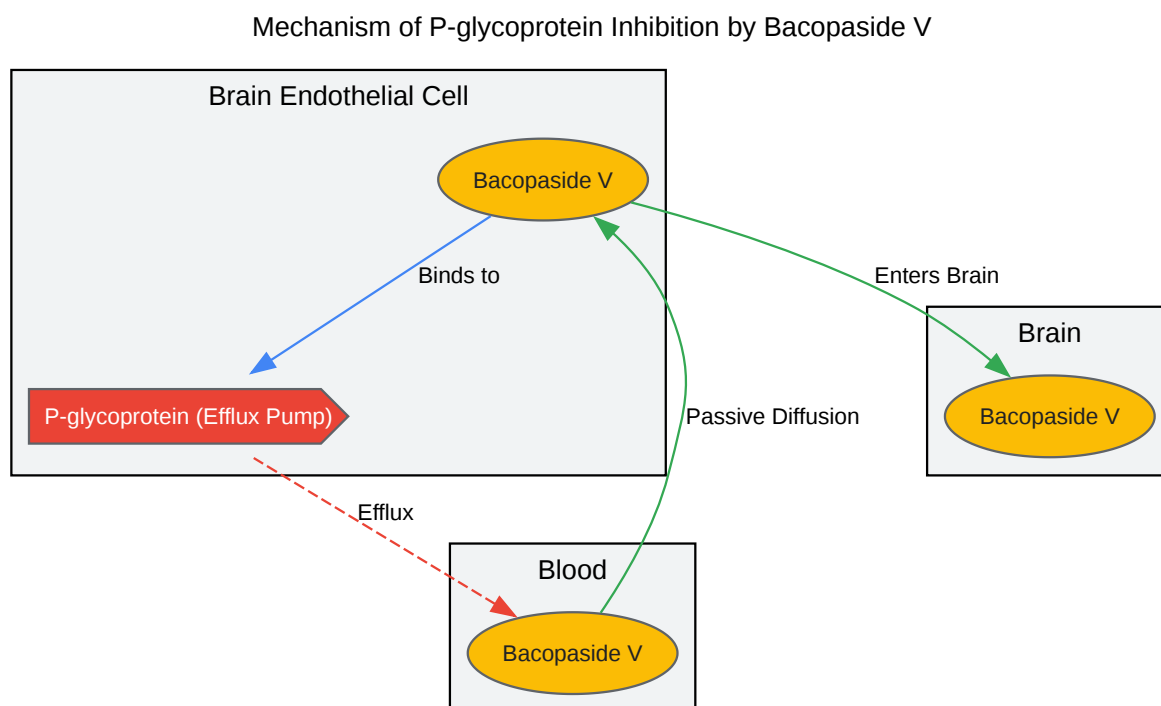 Mechanism of P-glycoprotein Inhibition by Bacopaside V
Brain Endothelial Cell
Bacopaside V
Binds to
Enters Brain
Brain
P-glycoprotein (Efflux Pump)
Passive Diffusion
Bacopaside V
Efflux
Blood
Bacopaside V